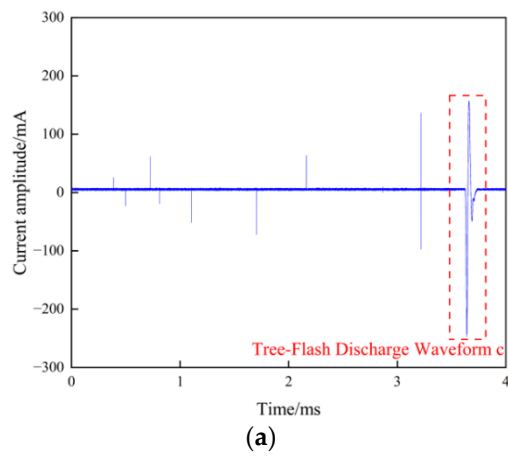 300
200
100
0
−100
−200
−300
Current amplitude/mA
Tree-Flash Discharge Waveform c
0 1 2 3 4
Time/ms
(a)